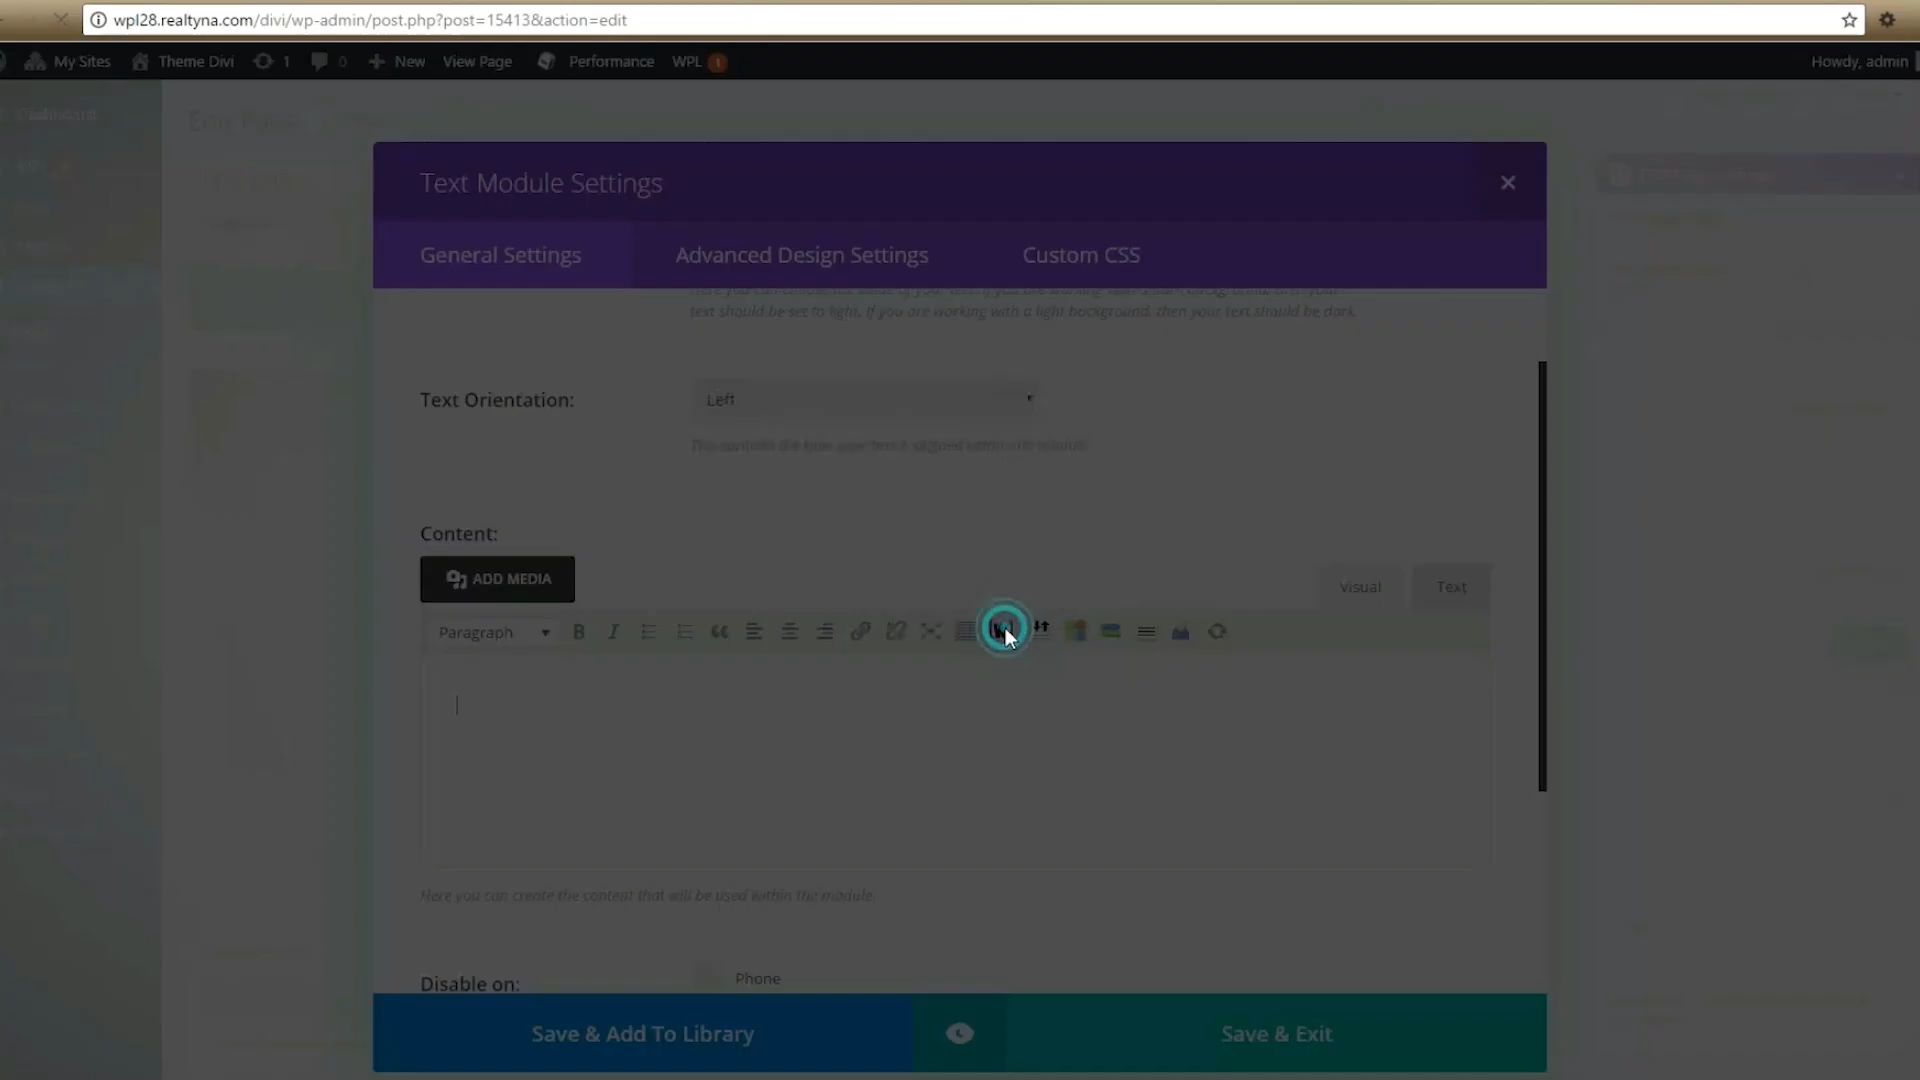 wpl28.realtyna.com/divi/wp-admin/post.php?post=15413&action=edit
My Sites Theme Divi 1 0 New View Page Performance WPL 1 Howdy, admin
Dashboard
Text Module Settings
General Settings Advanced Design Settings Custom CSS
text should be set to light. If you are working with a light background, then your text should be dark.
Text Orientation: Left
Content:
ADD MEDIA
Visual Text
Paragraph B I
Here you can create the content that will be used within the module.
Disable on: Phone
Save & Add To Library Save & Exit